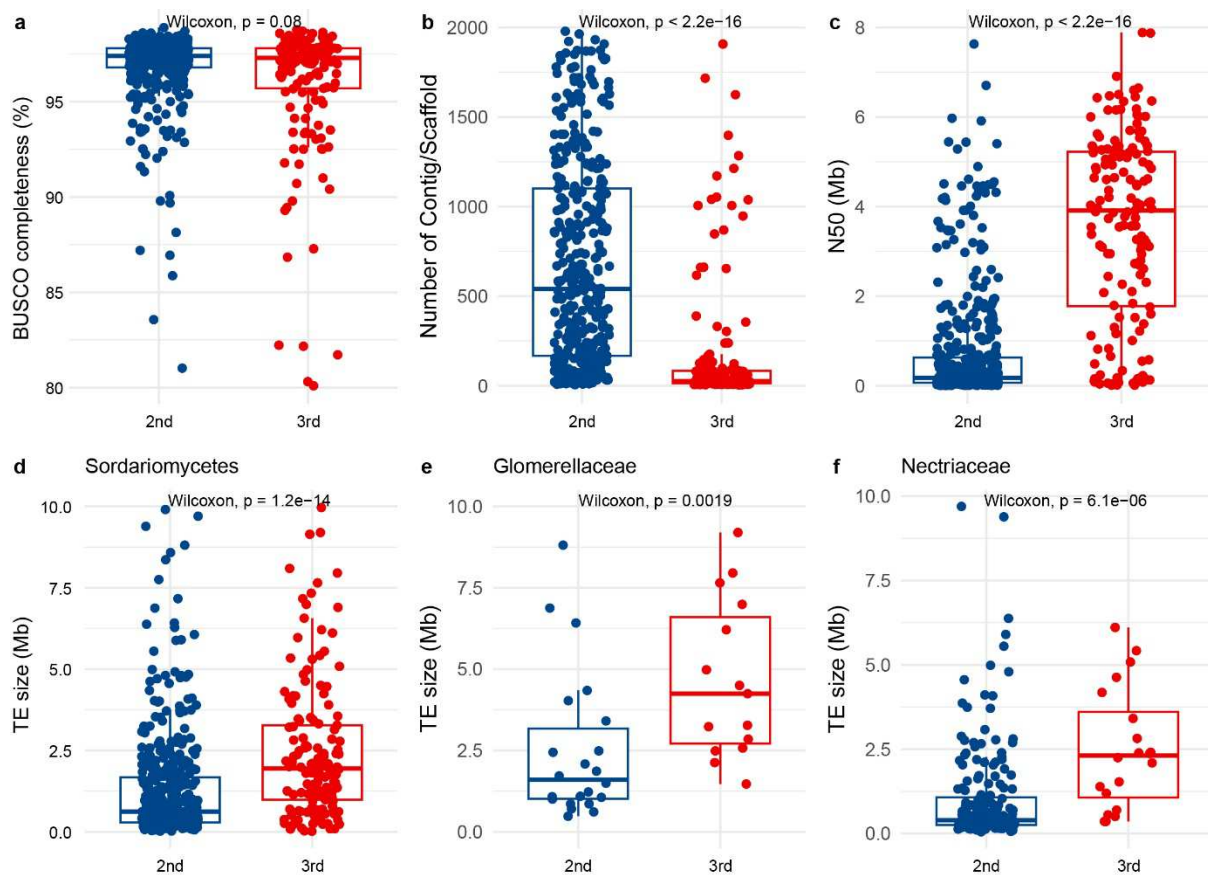 a
Wilcoxon, p = 0.08
BUSCO completeness (%)
95
90
85
80
2nd
3rd
b
Wilcoxon, p < 2.2e−16
Number of Contig/Scaffold
2000
1500
1000
500
0
2nd
3rd
c
Wilcoxon, p < 2.2e−16
N50 (Mb)
8
6
4
2
0
2nd
3rd
d
Sordariomycetes
Wilcoxon, p = 1.2e−14
TE size (Mb)
10.0
7.5
5.0
2.5
0.0
2nd
3rd
e
Glomerellaceae
Wilcoxon, p = 0.0019
TE size (Mb)
10.0
7.5
5.0
2.5
0.0
2nd
3rd
f
Nectriaceae
Wilcoxon, p = 6.1e−06
TE size (Mb)
10.0
7.5
5.0
2.5
0.0
2nd
3rd